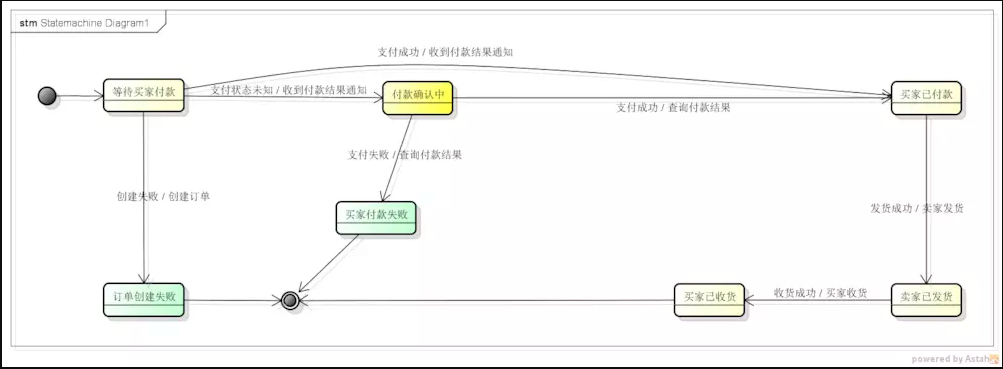 stm Statemachine Diagram1
支付成功 / 收到付款结果通知
等待买家付款
支付状态未知 / 收到付款结果通知
付款确认中
支付成功 / 查询付款结果
买家已付款
支付失败 / 查询付款结果
创建失败 / 创建订单
买家付款失败
发货成功 / 卖家发货
订单创建失败
买家已收货
收货成功 / 买家收货
卖家已发货
powered by Astah